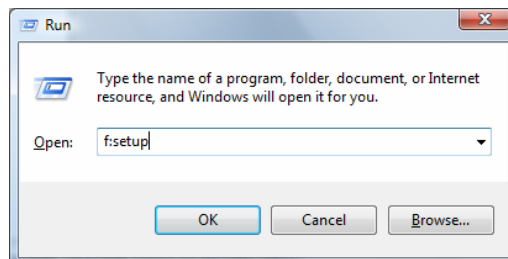 Run
Type the name of a program, folder, document, or Internet
resource, and Windows will open it for you.
Open: f:setup
OK Cancel Browse...